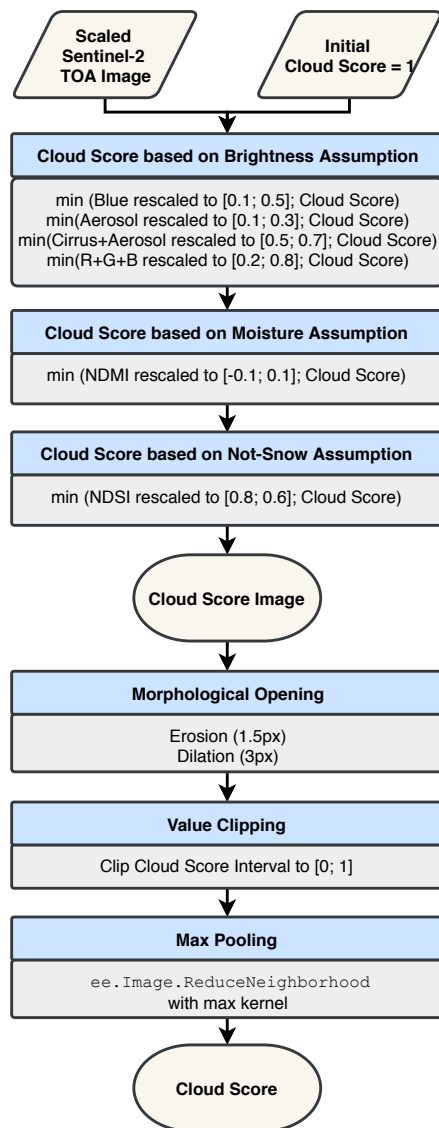 Scaled
Sentinel-2
TOA Image
Initial
Cloud Score = 1
Cloud Score based on Brightness Assumption
min (Blue rescaled to [0.1; 0.5]; Cloud Score)
min(Aerosol rescaled to [0.1; 0.3]; Cloud Score)
min(Cirrus+Aerosol rescaled to [0.5; 0.7]; Cloud Score)
min(R+G+B rescaled to [0.2; 0.8]; Cloud Score)
Cloud Score based on Moisture Assumption
min (NDMI rescaled to [-0.1; 0.1]; Cloud Score)
Cloud Score based on Not-Snow Assumption
min (NDSI rescaled to [0.8; 0.6]; Cloud Score)
Cloud Score Image
Morphological Opening
Erosion (1.5px)
Dilation (3px)
Value Clipping
Clip Cloud Score Interval to [0; 1]
Max Pooling
ee.Image.ReduceNeighborhood
with max kernel
Cloud Score